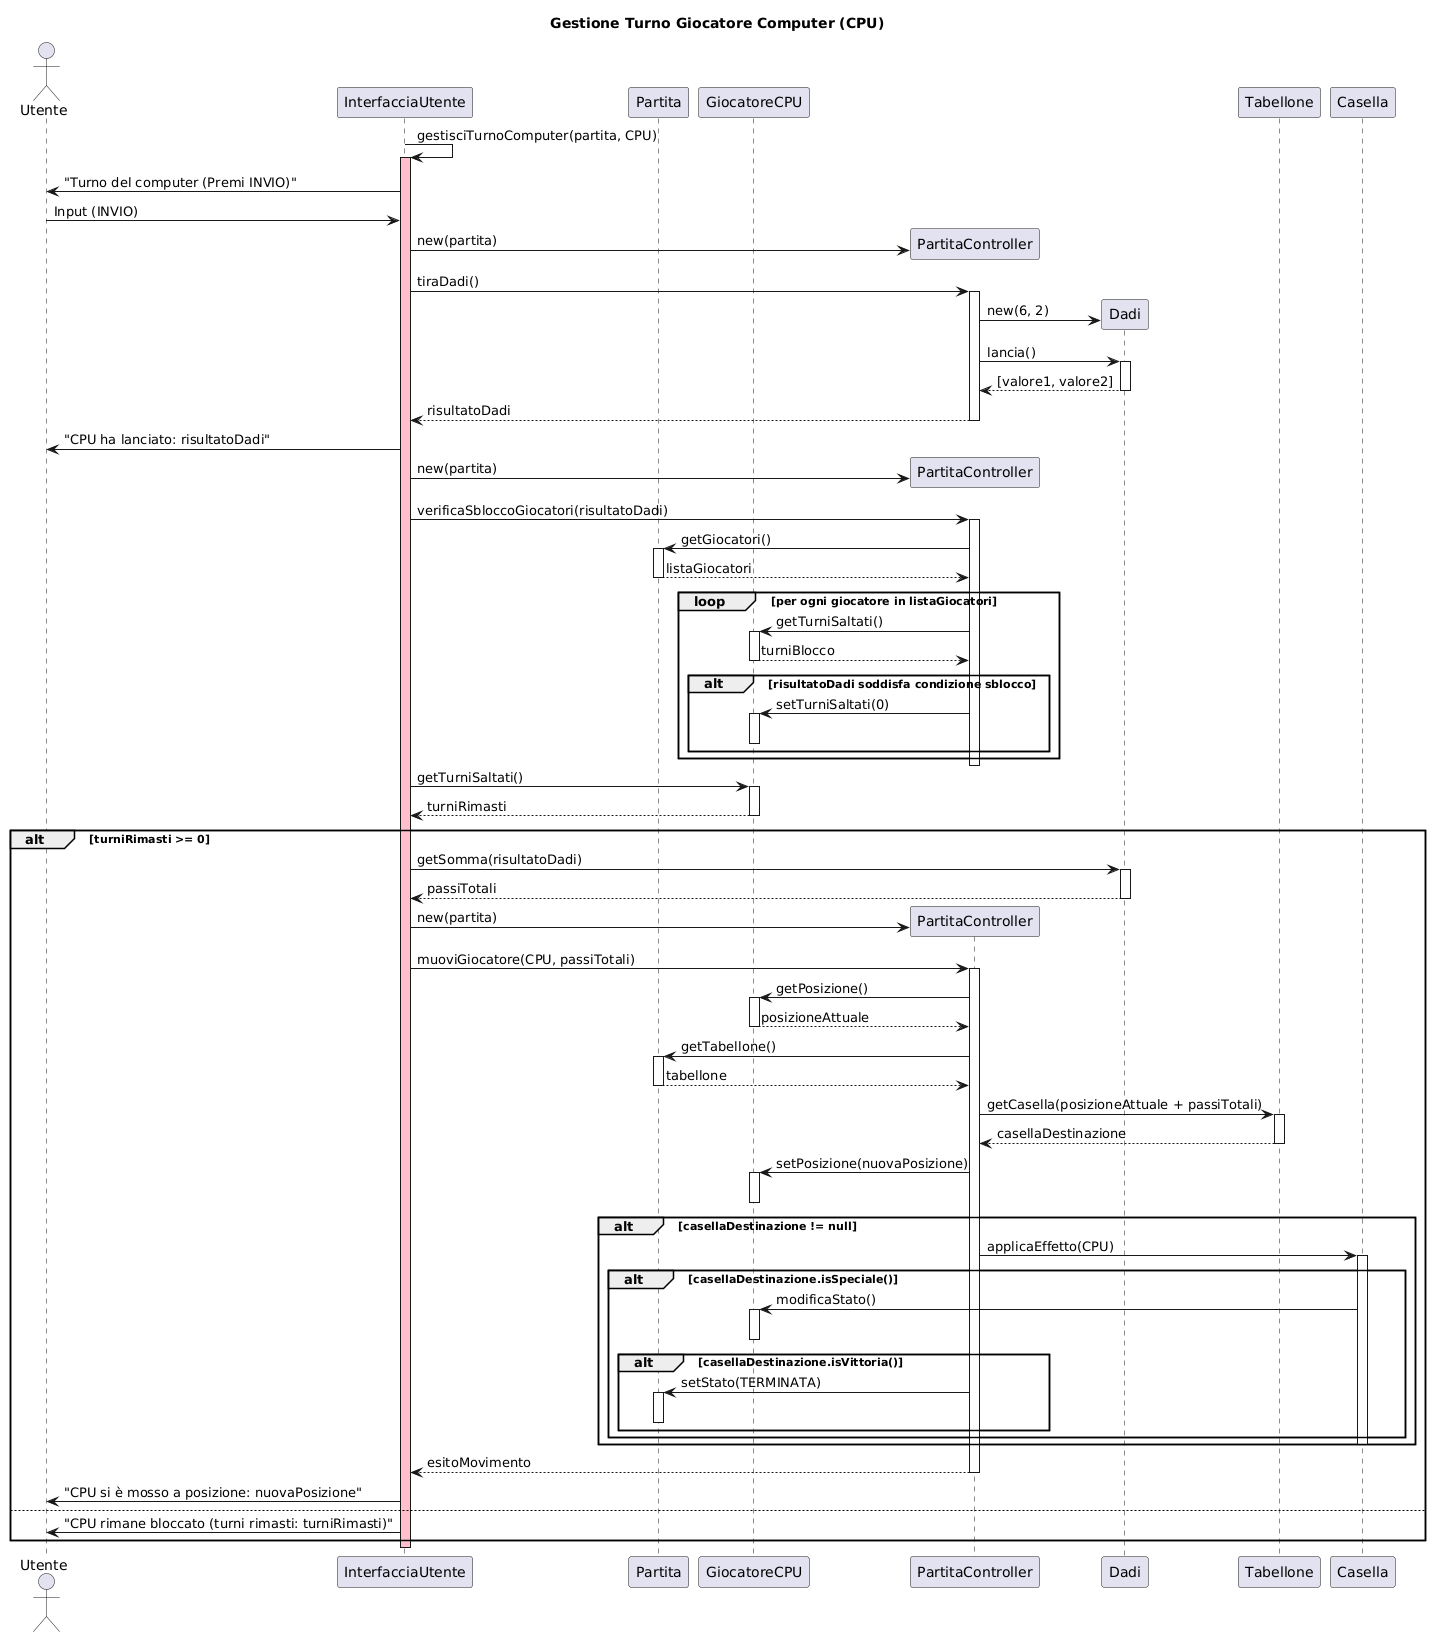 Gestione Turno Giocatore Computer (CPU)
Utente
InterfacciaUtente
Partita
GiocatoreCPU
Tabellone
Casella
gestisciTurnoComputer(partita, CPU)
"Turno del computer (Premi INVIO)"
Input (INVIO)
new(partita)
PartitaController
tiraDadi()
new(6, 2)
Dadi
lancia()
[valore1, valore2]
risultatoDadi
"CPU ha lanciato: risultatoDadi"
new(partita)
PartitaController
verificaSbloccoGiocatori(risultatoDadi)
getGiocatori()
listaGiocatori
loop [per ogni giocatore in listaGiocatori]
getTurniSaltati()
turniBlocco
alt [risultatoDadi soddisfa condizione sblocco]
setTurniSaltati(0)
getTurniSaltati()
turniRimasti
alt [turniRimasti >= 0]
getSomma(risultatoDadi)
passiTotali
new(partita)
PartitaController
muoviGiocatore(CPU, passiTotali)
getPosizione()
posizioneAttuale
getTabellone()
tabellone
getCasella(posizioneAttuale + passiTotali)
casellaDestinazione
setPosizione(nuovaPosizione)
alt [casellaDestinazione != null]
applicaEffetto(CPU)
alt [casellaDestinazione.isSpeciale()]
modificaStato()
alt [casellaDestinazione.isVittoria()]
setStato(TERMINATA)
esitoMovimento
"CPU si è mosso a posizione: nuovaPosizione"
"CPU rimane bloccato (turni rimasti: turniRimasti)"
Utente
InterfacciaUtente
Partita
GiocatoreCPU
PartitaController
Dadi
Tabellone
Casella